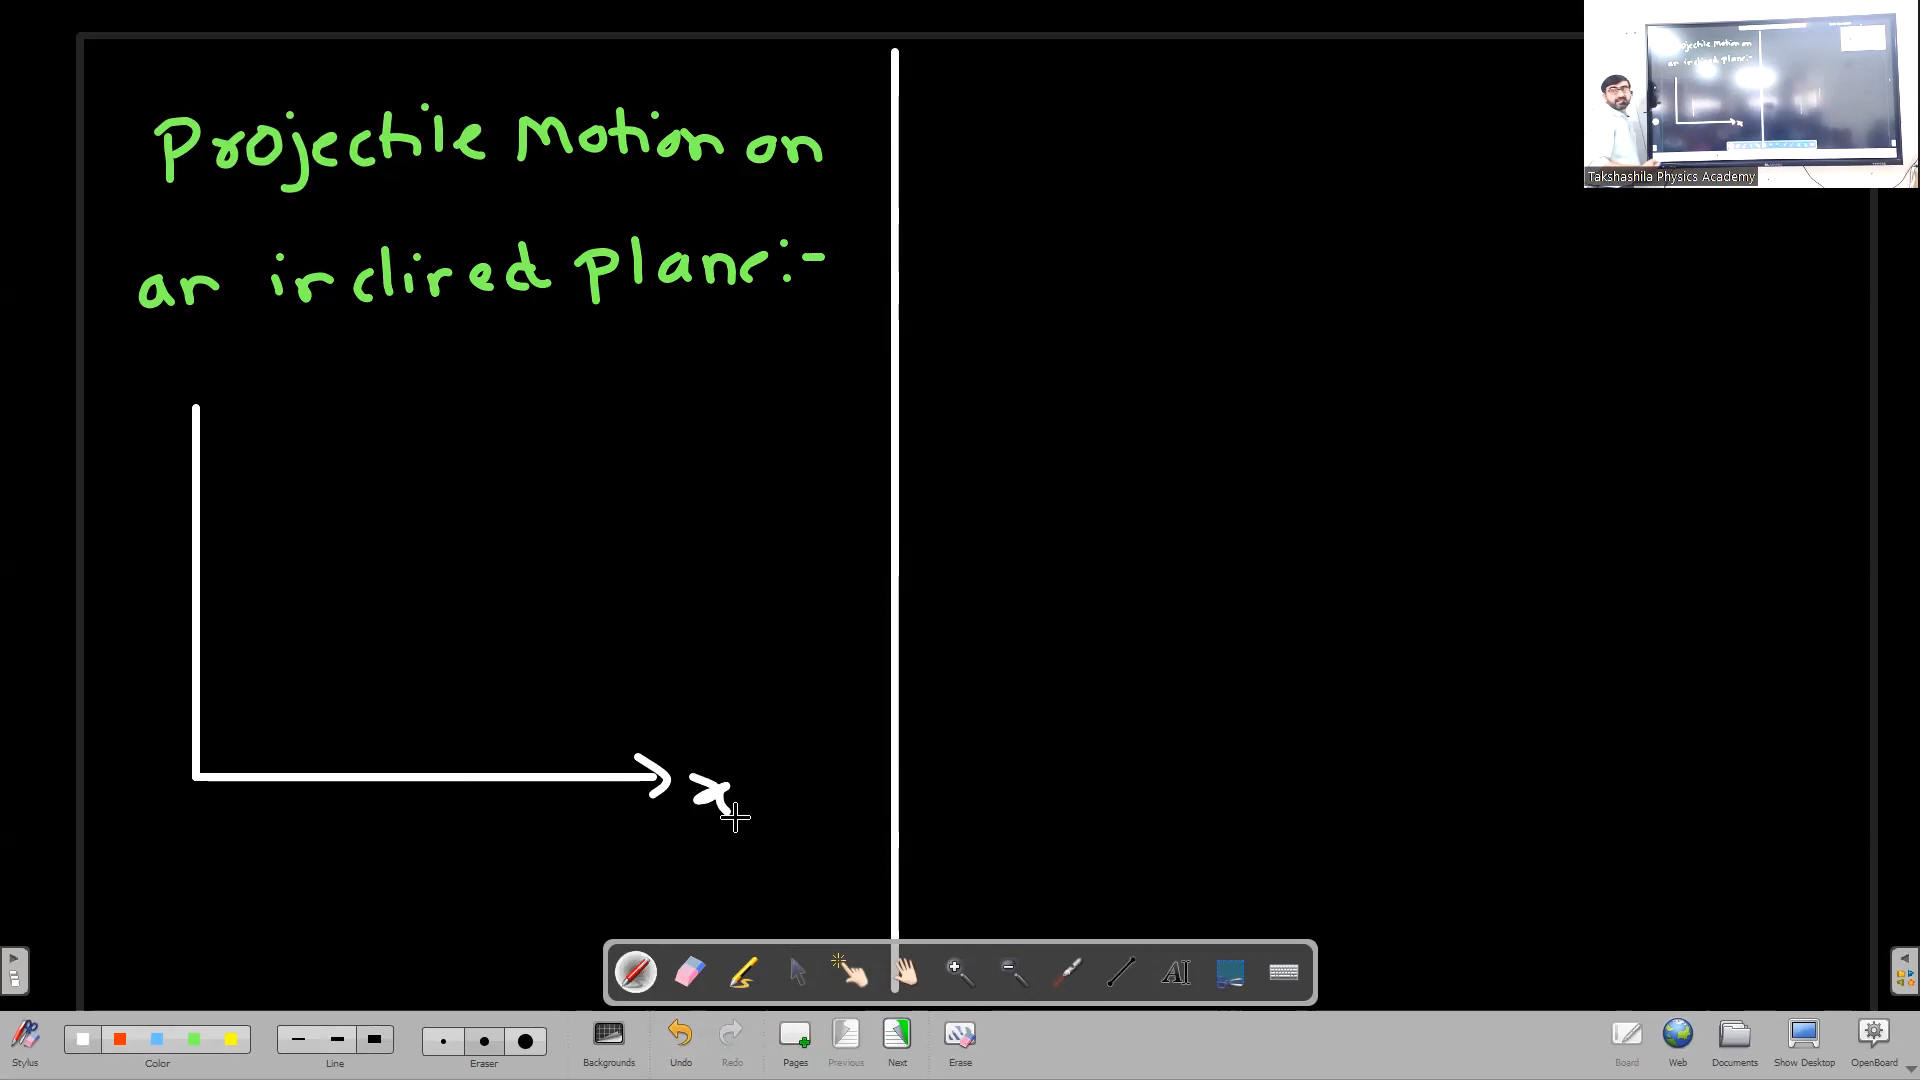 Projectile Motion on
an inclined plane:-
x
Takshashila Physics Academy
Stylus
Color
Line
Eraser
Backgrounds
Undo
Redo
Pages
Previous
Next
Erase
Board
Web
Documents
Show Desktop
OpenBoard